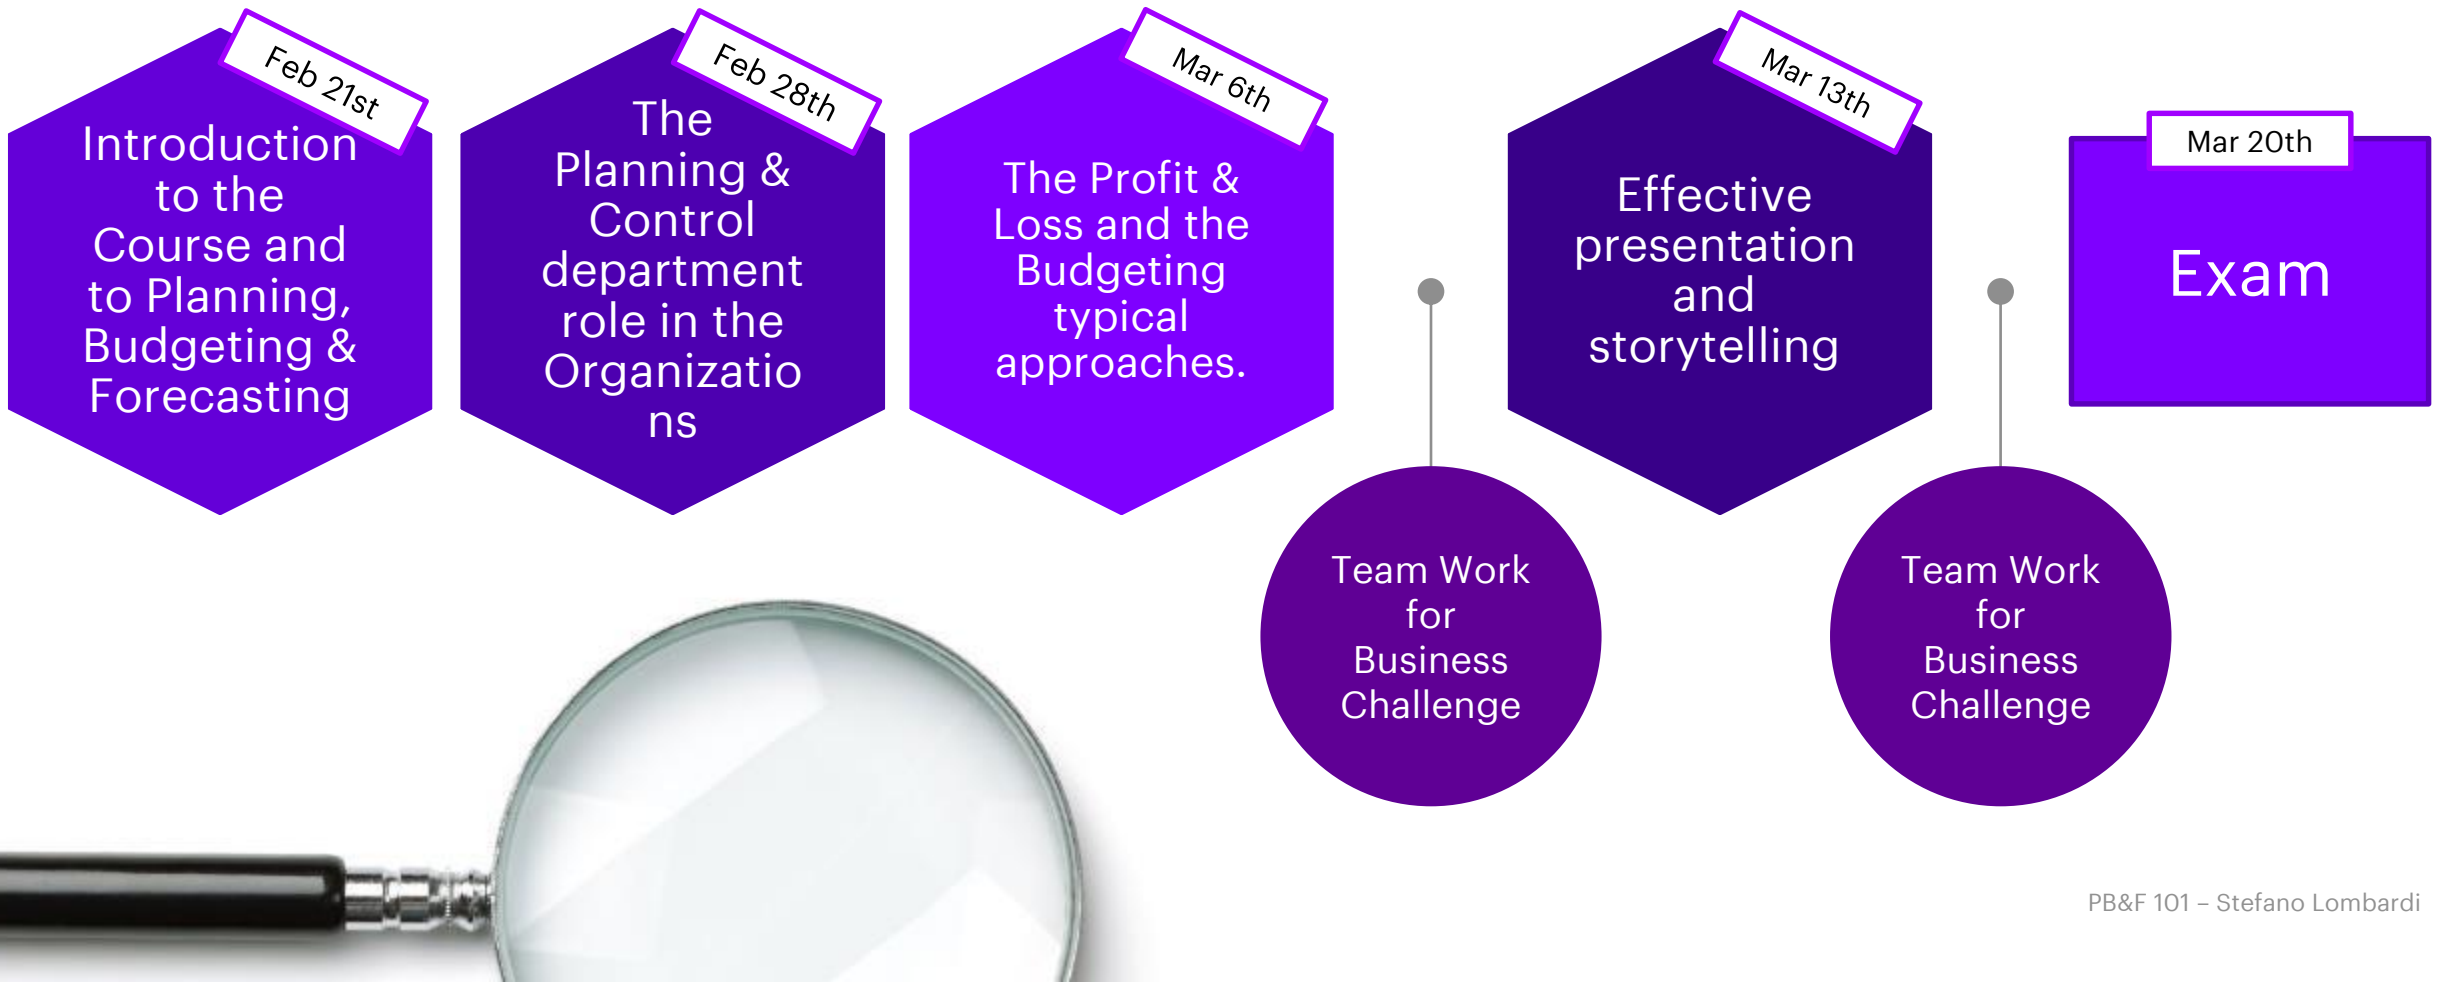 Feb 21st
Introduction
to the
Course and
to Planning,
Budgeting &
Forecasting
Feb 28th
The
Planning &
Control
department
role in the
Organizatio
ns
Mar 6th
The Profit &
Loss and the
Budgeting
typical
approaches.
Team Work
for
Business
Challenge
Mar 13th
Effective
presentation
and
storytelling
Team Work
for
Business
Challenge
Mar 20th
Exam
PB&F 101 – Stefano Lombardi